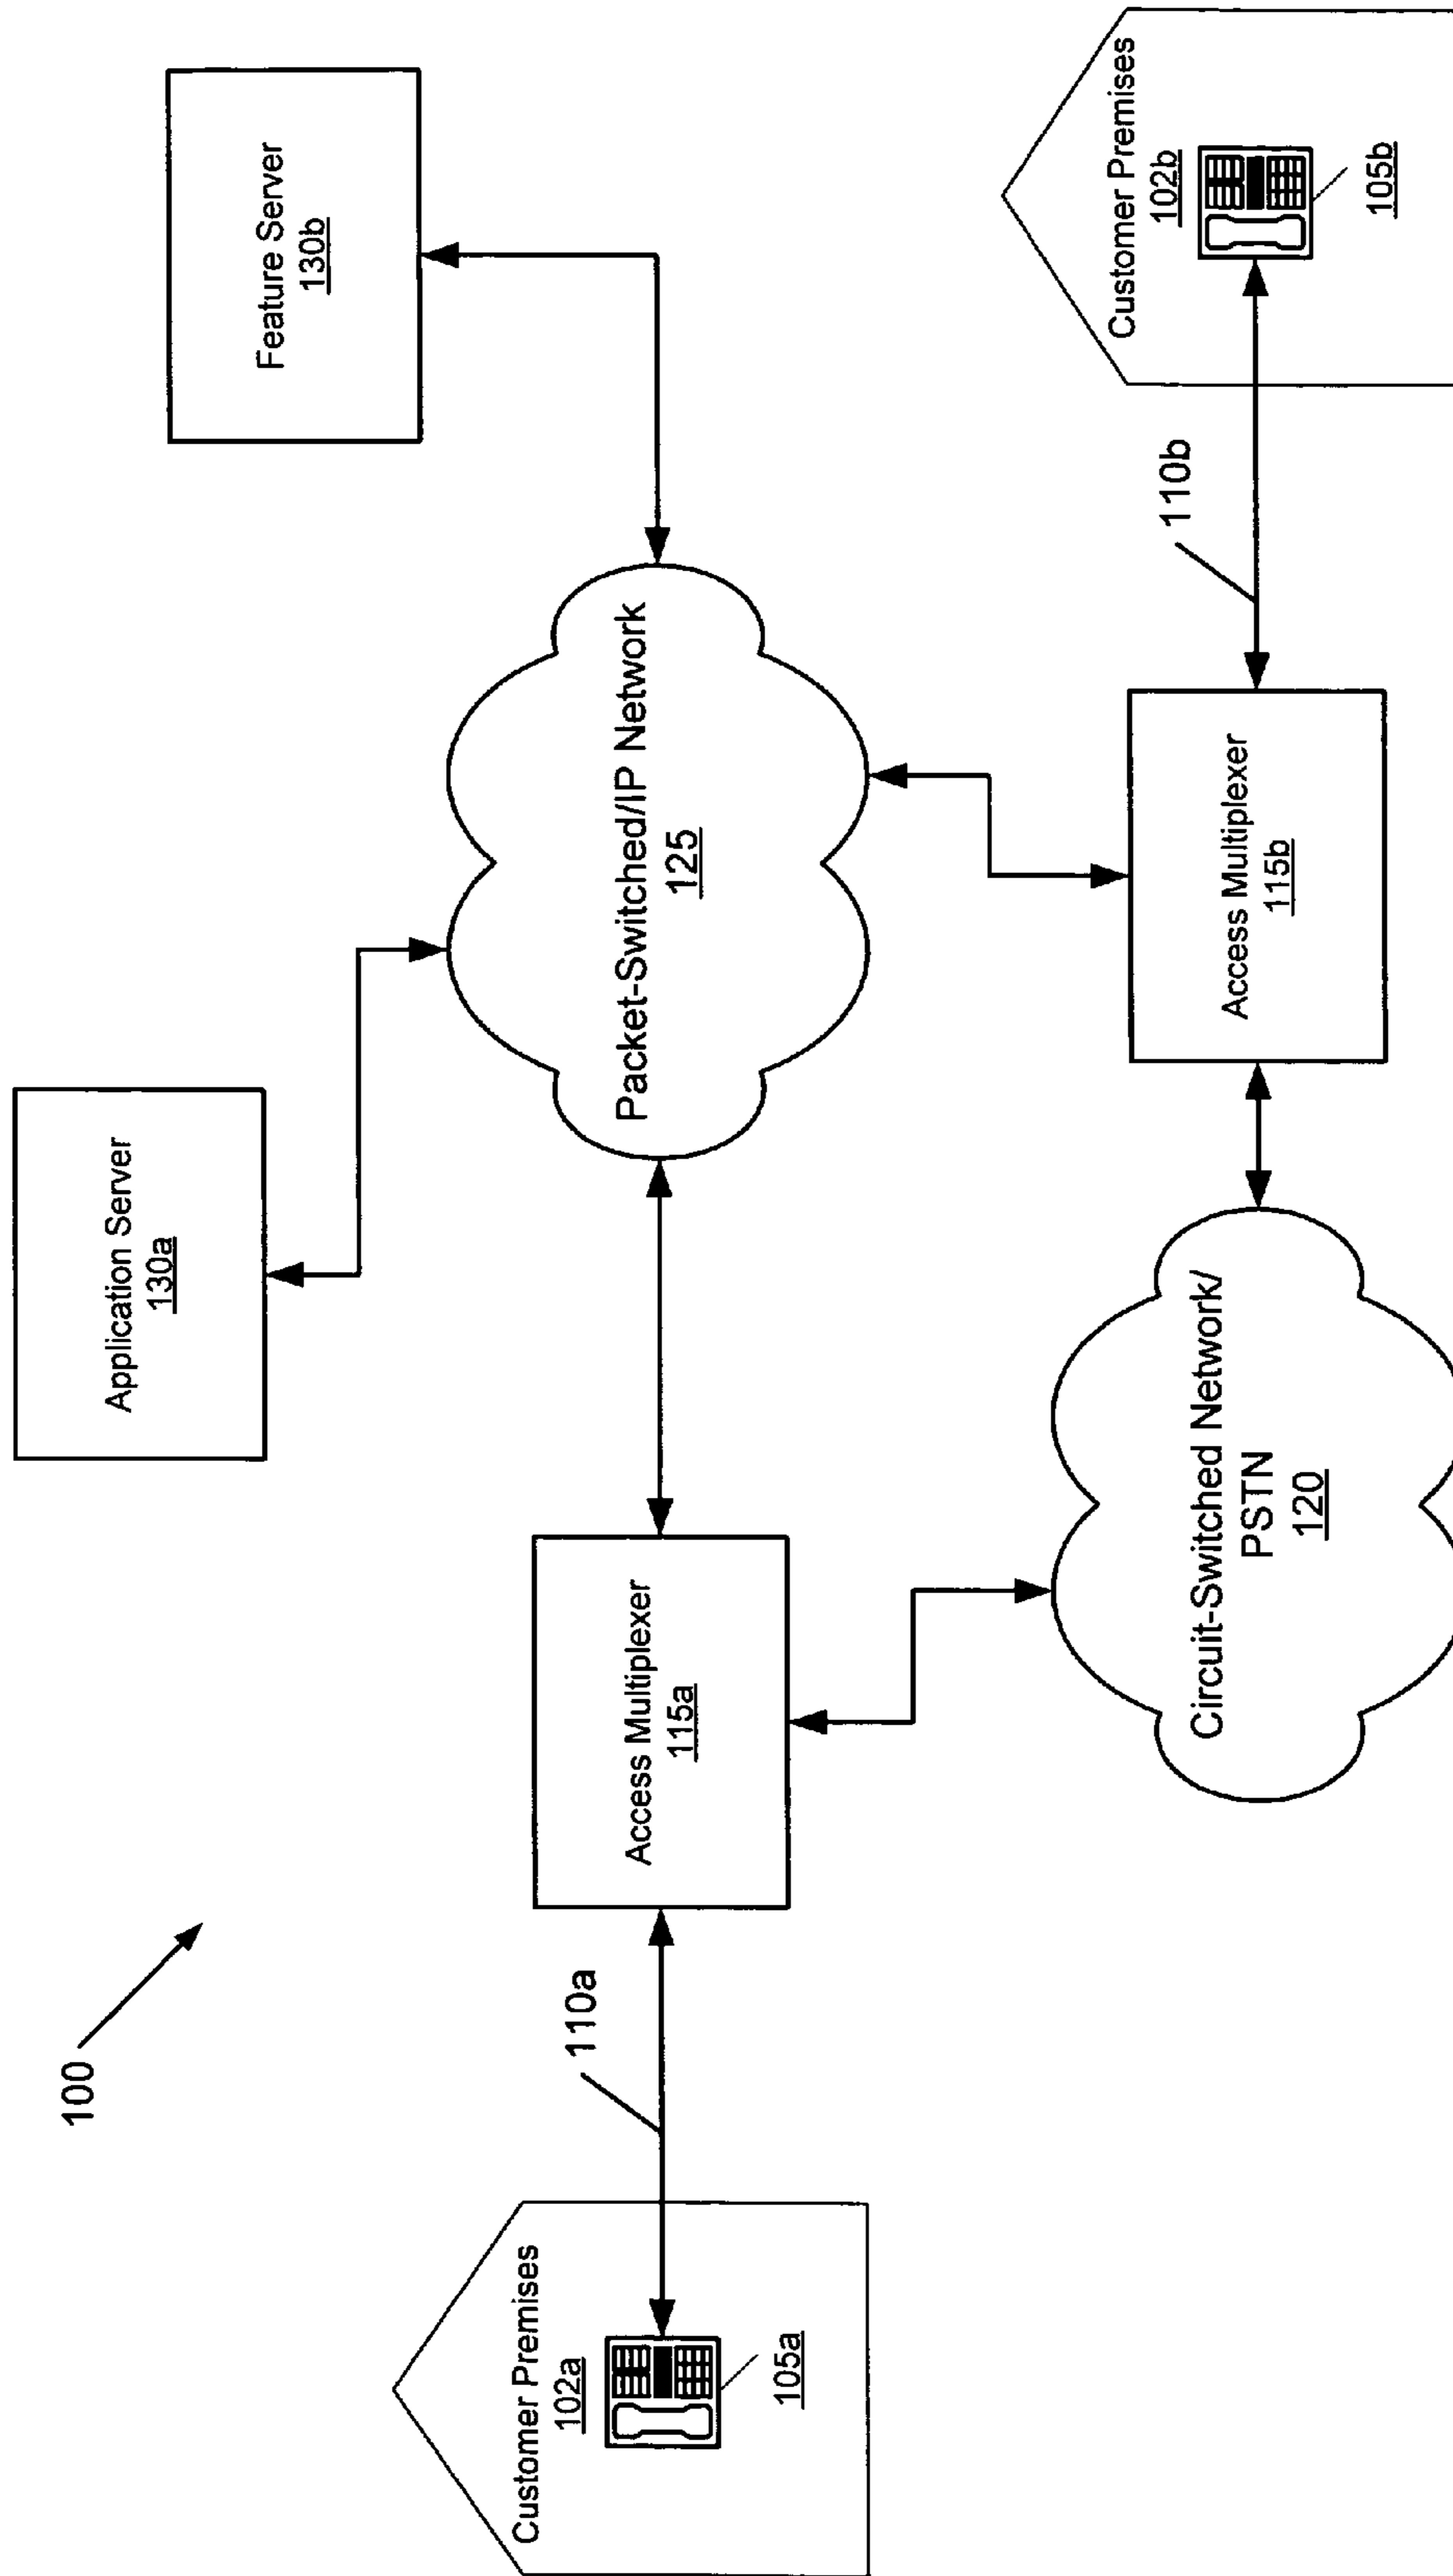 100
Application Server
130a
Feature Server
130b
Customer Premises
102a
105a
110a
Access Multiplexer
115a
Packet-Switched/IP Network
125
Circuit-Switched Network/
PSTN
120
Access Multiplexer
115b
110b
Customer Premises
102b
105b